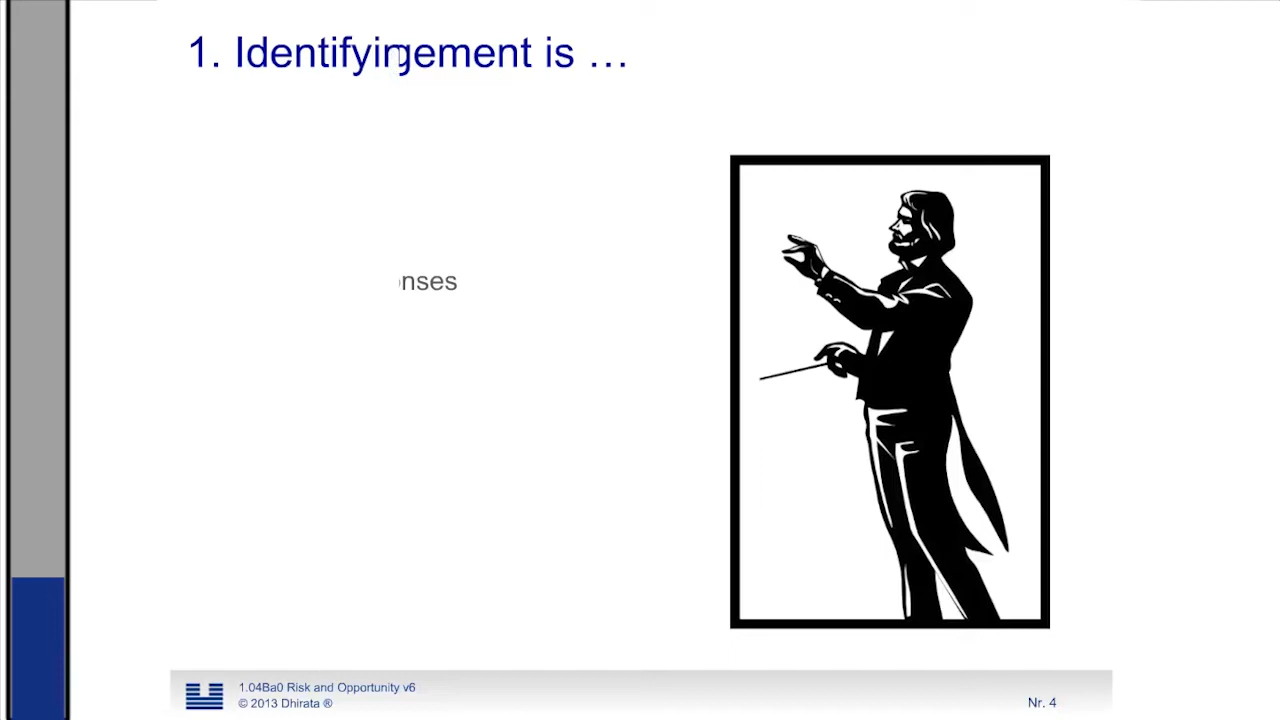 1. Identifyingement is …
nses
1.04Ba0 Risk and Opportunity v6
© 2013 Dhirata ®
Nr. 4